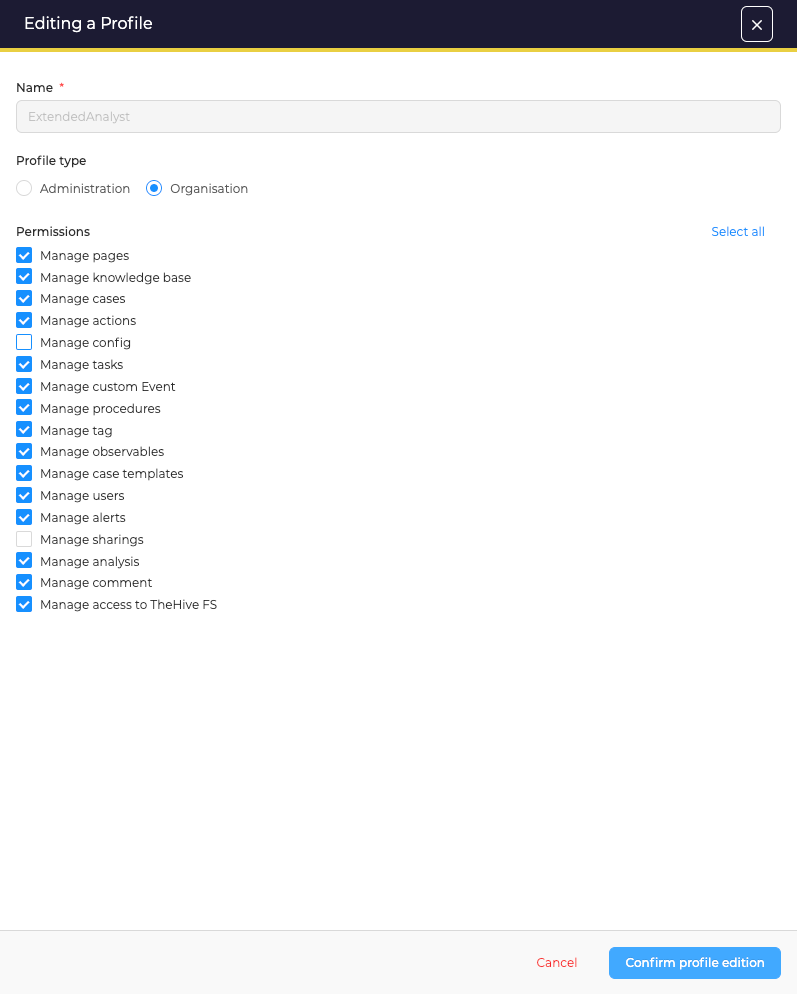 Editing a Profile
Name *
ExtendedAnalyst
Profile type
Administration Organisation
Permissions Select all
Manage pages
Manage knowledge base
Manage cases
Manage actions
Manage config
Manage tasks
Manage custom Event
Manage procedures
Manage tag
Manage observables
Manage case templates
Manage users
Manage alerts
Manage sharings
Manage analysis
Manage comment
Manage access to TheHive FS
Cancel Confirm profile edition